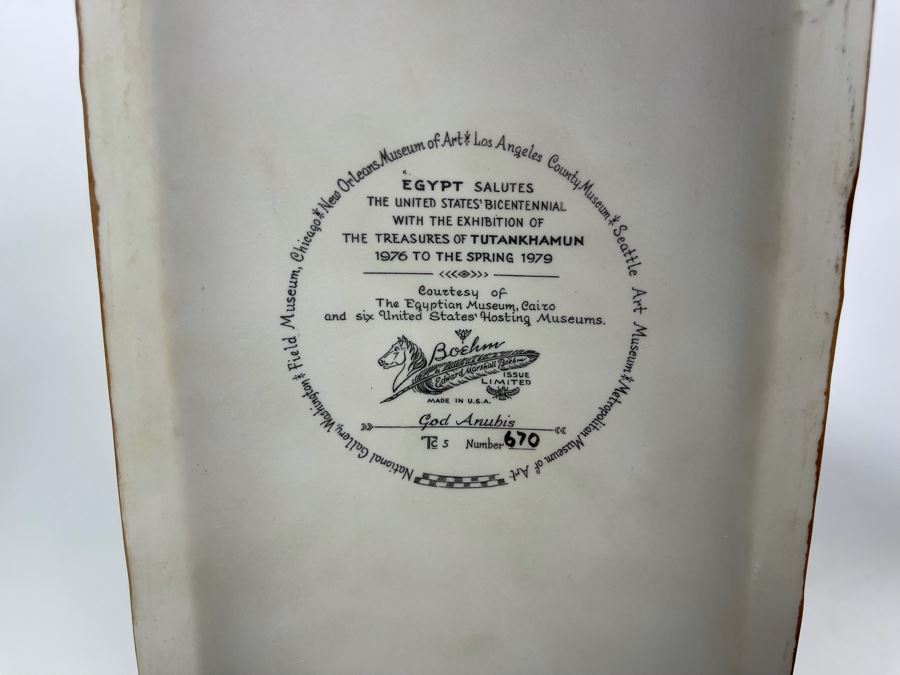 National Gallery, Washington * Field Museum, Chicago * New Orleans Museum of Art * Los Angeles County Museum * Seattle Art Museum * Metropolitan Museum of Art
EGYPT SALUTES
THE UNITED STATES' BICENTENNIAL
WITH THE EXHIBITION OF
THE TREASURES OF TUTANKHAMUN
1976 TO THE SPRING 1979
Courtesy of
The Egyptian Museum, Cairo
and six United States' Hosting Museums.
Boehm
Edward Marshall Boehm
ISSUE
LIMITED
MADE IN U.S.A.
God Anubis
Tc 5 Number 670